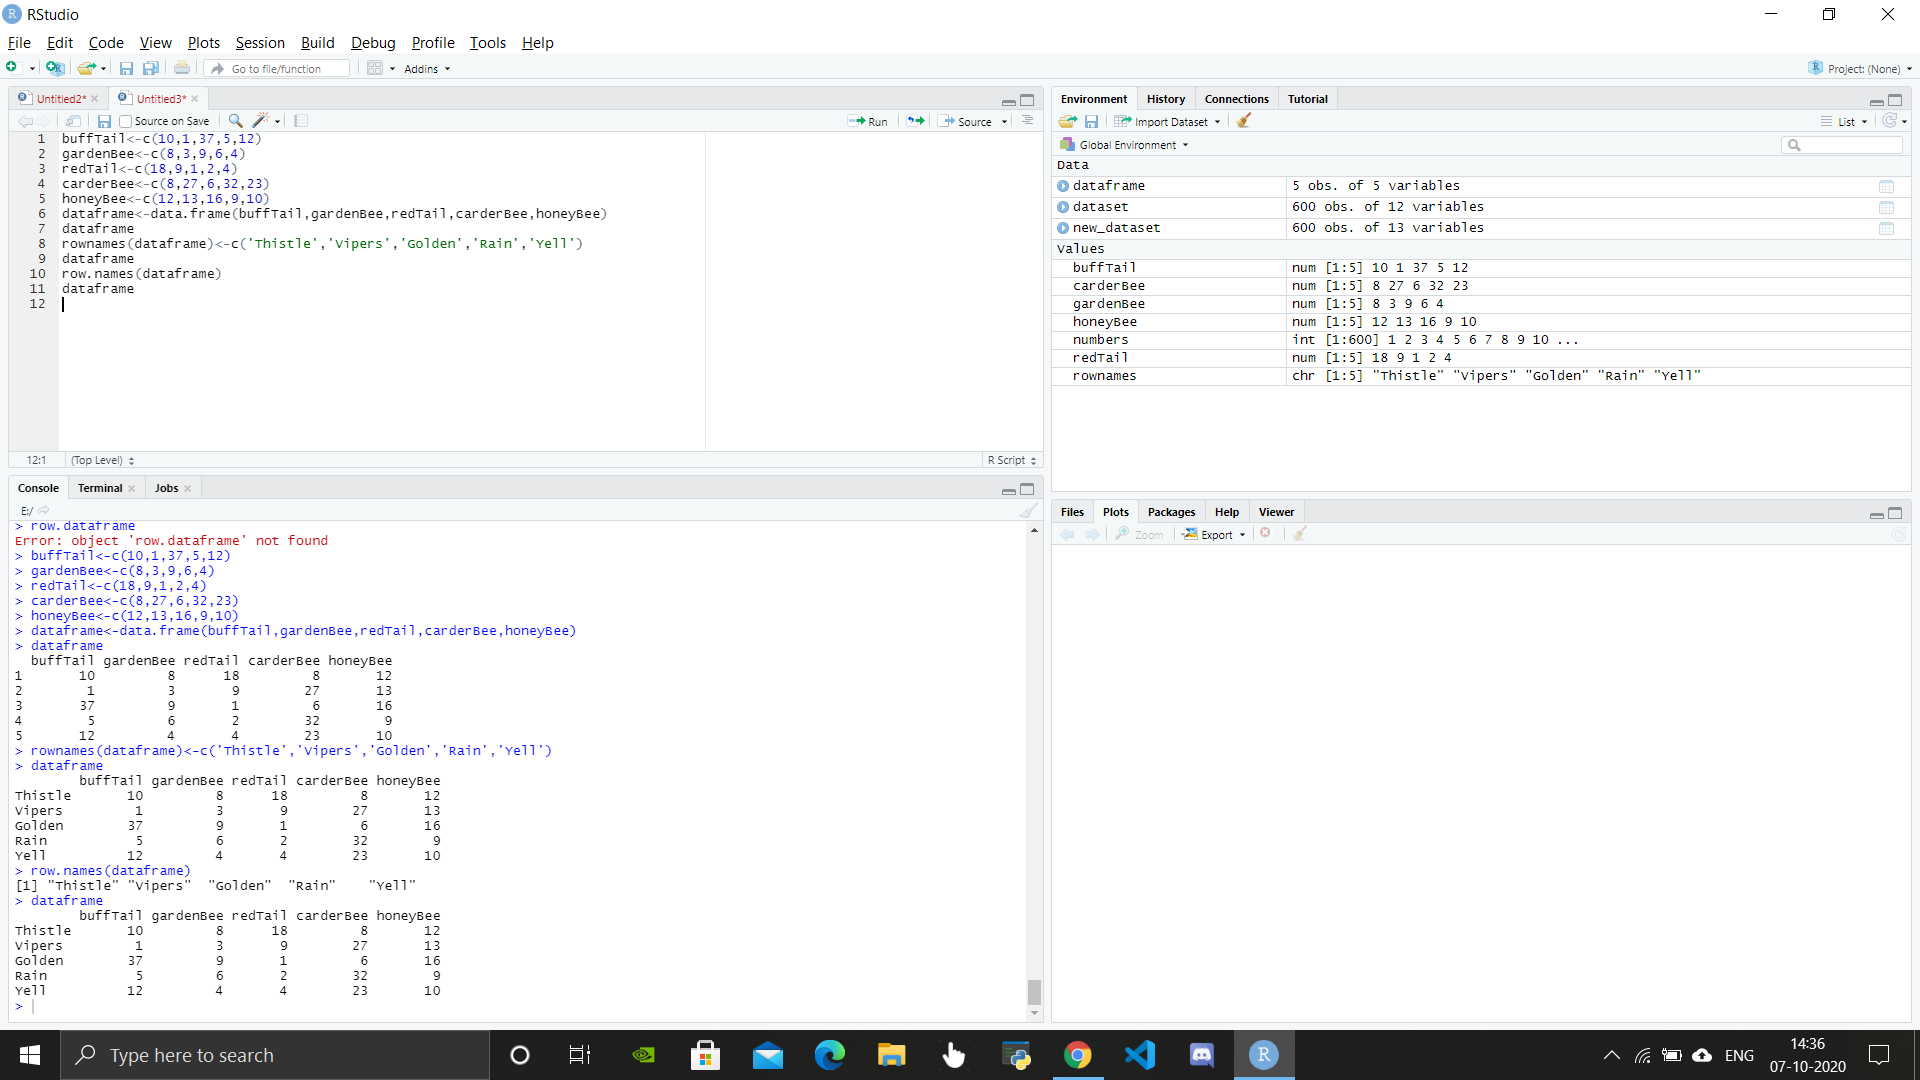 RStudio
File Edit Code View Plots Session Build Debug Profile Tools Help
Go to file/function Addins Project: (None)
Untitled2* Untitled3*
Source on Save Run Source
1 buffTail<-c(10,1,37,5,12)
2 gardenBee<-c(8,3,9,6,4)
3 redTail<-c(18,9,1,2,4)
4 carderBee<-c(8,27,6,32,23)
5 honeyBee<-c(12,13,16,9,10)
6 dataframe<-data.frame(buffTail,gardenBee,redTail,carderBee,honeyBee)
7 dataframe
8 rownames(dataframe)<-c('Thistle','Vipers','Golden','Rain','Yell')
9 dataframe
10 row.names(dataframe)
11 dataframe
12
12:1 (Top Level) R Script
Console Terminal Jobs
E:/
> row.dataframe
Error: object 'row.dataframe' not found
> buffTail<-c(10,1,37,5,12)
> gardenBee<-c(8,3,9,6,4)
> redTail<-c(18,9,1,2,4)
> carderBee<-c(8,27,6,32,23)
> honeyBee<-c(12,13,16,9,10)
> dataframe<-data.frame(buffTail,gardenBee,redTail,carderBee,honeyBee)
> dataframe
buffTail gardenBee redTail carderBee honeyBee
1 10 8 18 8 12
2 1 3 9 27 13
3 37 9 1 6 16
4 5 6 2 32 9
5 12 4 4 23 10
> rownames(dataframe)<-c('Thistle','Vipers','Golden','Rain','Yell')
> dataframe
buffTail gardenBee redTail carderBee honeyBee
Thistle 10 8 18 8 12
Vipers 1 3 9 27 13
Golden 37 9 1 6 16
Rain 5 6 2 32 9
Yell 12 4 4 23 10
> row.names(dataframe)
[1] "Thistle" "Vipers" "Golden" "Rain" "Yell"
> dataframe
buffTail gardenBee redTail carderBee honeyBee
Thistle 10 8 18 8 12
Vipers 1 3 9 27 13
Golden 37 9 1 6 16
Rain 5 6 2 32 9
Yell 12 4 4 23 10
>
Environment History Connections Tutorial
Import Dataset List
Global Environment
Data
dataframe 5 obs. of 5 variables
dataset 600 obs. of 12 variables
new_dataset 600 obs. of 13 variables
Values
buffTail num [1:5] 10 1 37 5 12
carderBee num [1:5] 8 27 6 32 23
gardenBee num [1:5] 8 3 9 6 4
honeyBee num [1:5] 12 13 16 9 10
numbers int [1:600] 1 2 3 4 5 6 7 8 9 10 ...
redTail num [1:5] 18 9 1 2 4
rownames chr [1:5] "Thistle" "Vipers" "Golden" "Rain" "Yell"
Files Plots Packages Help Viewer
Zoom Export
Type here to search
ENG
14:36
07-10-2020